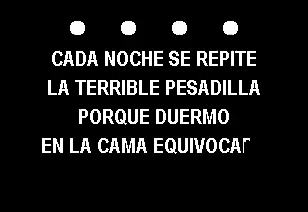 CADA NOCHE SE REPITE
LA TERRIBLE PESADILLA
PORQUE DUERMO
EN LA CAMA